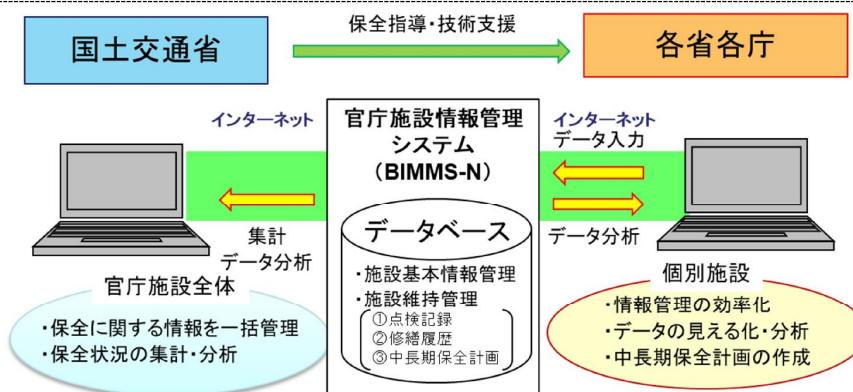 国土交通省
保全指導・技術支援
各省各庁
インターネット
官庁施設情報管理
システム
(BIMMS-N)
インターネット
データ入力
集計
データ分析
データベース
・施設基本情報管理
・施設維持管理
①点検記録
②修繕履歴
③中長期保全計画
データ分析
官庁施設全体
・保全に関する情報を一括管理
・保全状況の集計・分析
個別施設
・情報管理の効率化
・データの見える化・分析
・中長期保全計画の作成